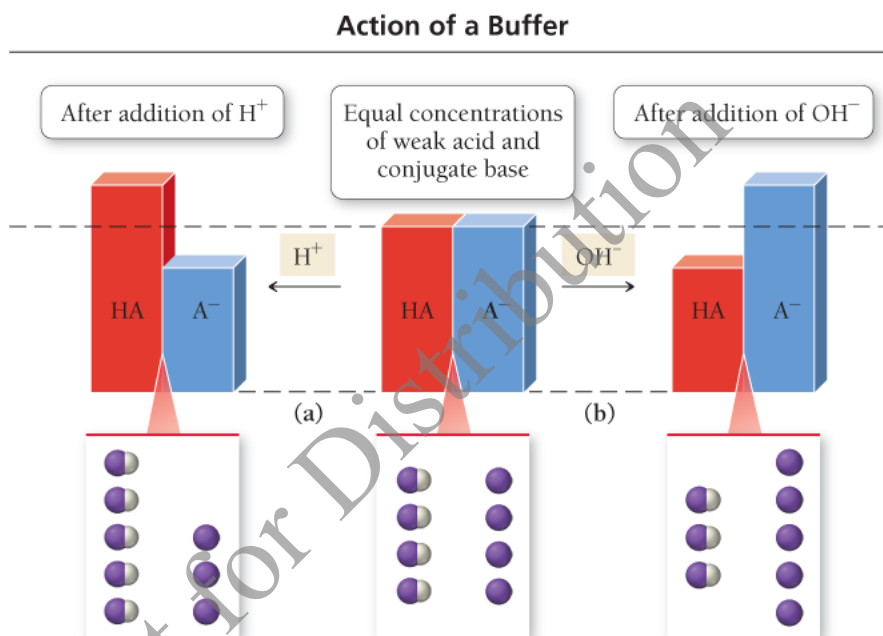 Action of a Buffer
After addition of H⁺
Equal concentrations
of weak acid and
conjugate base
After addition of OH⁻
H⁺
OH⁻
HA
A⁻
HA
A⁻
HA
A⁻
(a)
(b)
t for Distribution